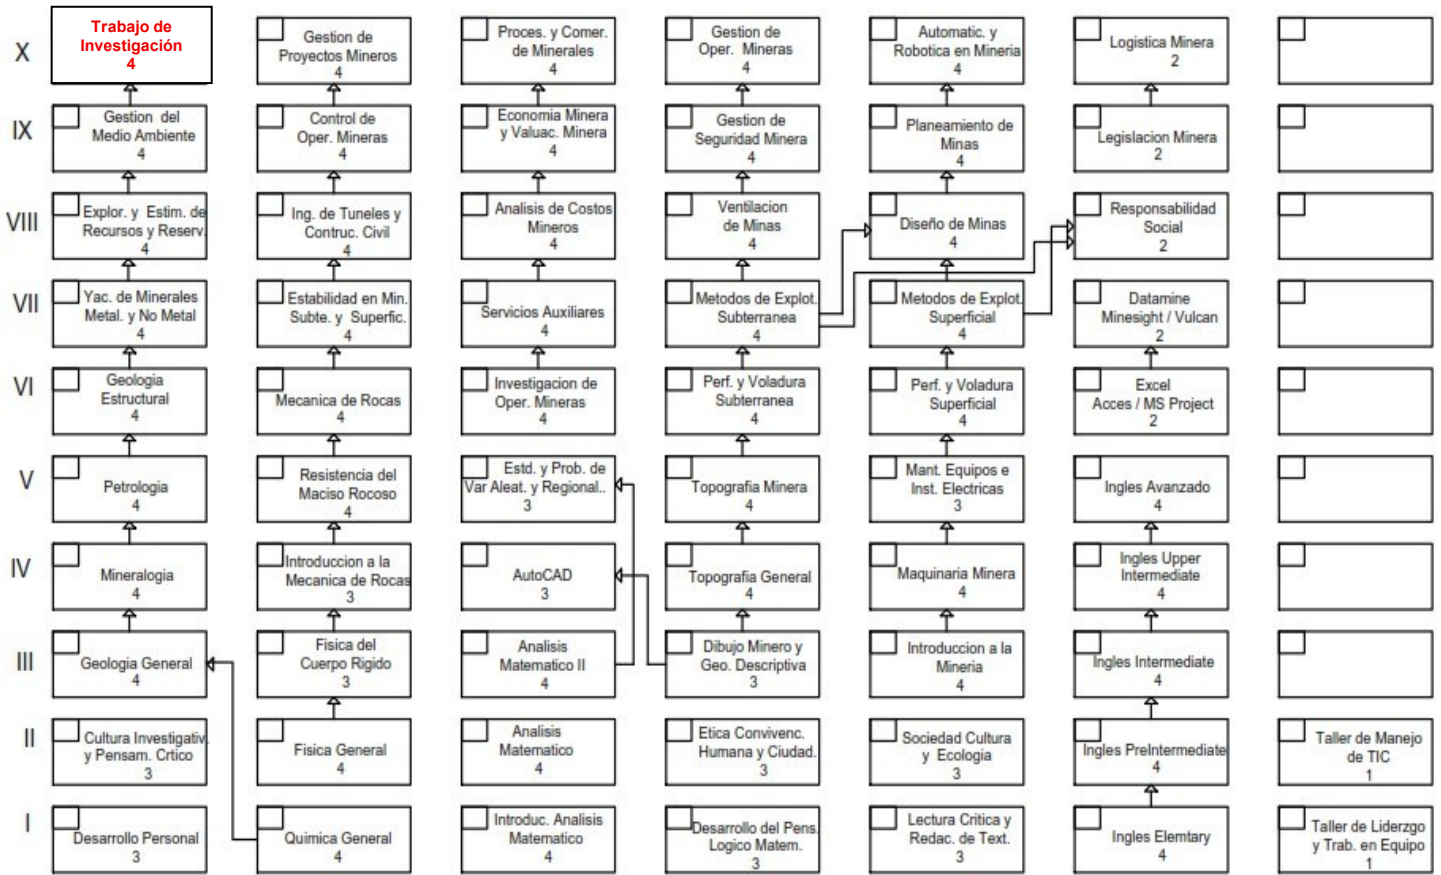 X
Trabajo de
Investigación
4
Gestion de
Proyectos Mineros
4
Proces. y Comer.
de Minerales
4
Gestion de
Oper. Mineras
4
Automatic. y
Robotica en Mineria
4
Logistica Minera
2
IX
Gestion del
Medio Ambiente
4
Control de
Oper. Mineras
4
Economia Minera
y Valuac. Minera
4
Gestion de
Seguridad Minera
4
Planeamiento de
Minas
4
Legislacion Minera
2
VIII
Explor. y Estim. de
Recursos y Reserv.
4
Ing. de Tuneles y
Contruc. Civil
4
Analisis de Costos
Mineros
4
Ventilacion
de Minas
4
Diseño de Minas
4
Responsabilidad
Social
2
VII
Yac. de Minerales
Metal. y No Metal
4
Estabilidad en Min.
Subte. y Superfic.
4
Servicios Auxiliares
4
Metodos de Explot.
Subterranea
4
Metodos de Explot.
Superficial
4
Datamine
Minesight / Vulcan
2
VI
Geologia
Estructural
4
Mecanica de Rocas
4
Investigacion de
Oper. Mineras
4
Perf. y Voladura
Subterranea
4
Perf. y Voladura
Superficial
4
Excel
Acces / MS Project
2
V
Petrologia
4
Resistencia del
Maciso Rocoso
4
Estd. y Prob. de
Var Aleat. y Regional..
3
Topografia Minera
4
Mant. Equipos e
Inst. Electricas
3
Ingles Avanzado
4
IV
Mineralogia
4
Introduccion a la
Mecanica de Rocas
3
AutoCAD
3
Topografia General
4
Maquinaria Minera
4
Ingles Upper
Intermediate
4
III
Geologia General
4
Fisica del
Cuerpo Rigido
3
Analisis
Matematico II
4
Dibujo Minero y
Geo. Descriptiva
3
Introduccion a la
Mineria
4
Ingles Intermediate
4
II
Cultura Investigativ.
y Pensam. Crtico
3
Fisica General
4
Analisis
Matematico
4
Etica Convivenc.
Humana y Ciudad.
3
Sociedad Cultura
y Ecologia
3
Ingles PreIntermediate
4
Taller de Manejo
de TIC
1
I
Desarrollo Personal
3
Quimica General
4
Introduc. Analisis
Matematico
4
Desarrollo del Pens.
Logico Matem.
3
Lectura Critica y
Redac. de Text.
3
Ingles Elemtary
4
Taller de Liderzgo
y Trab. en Equipo
1